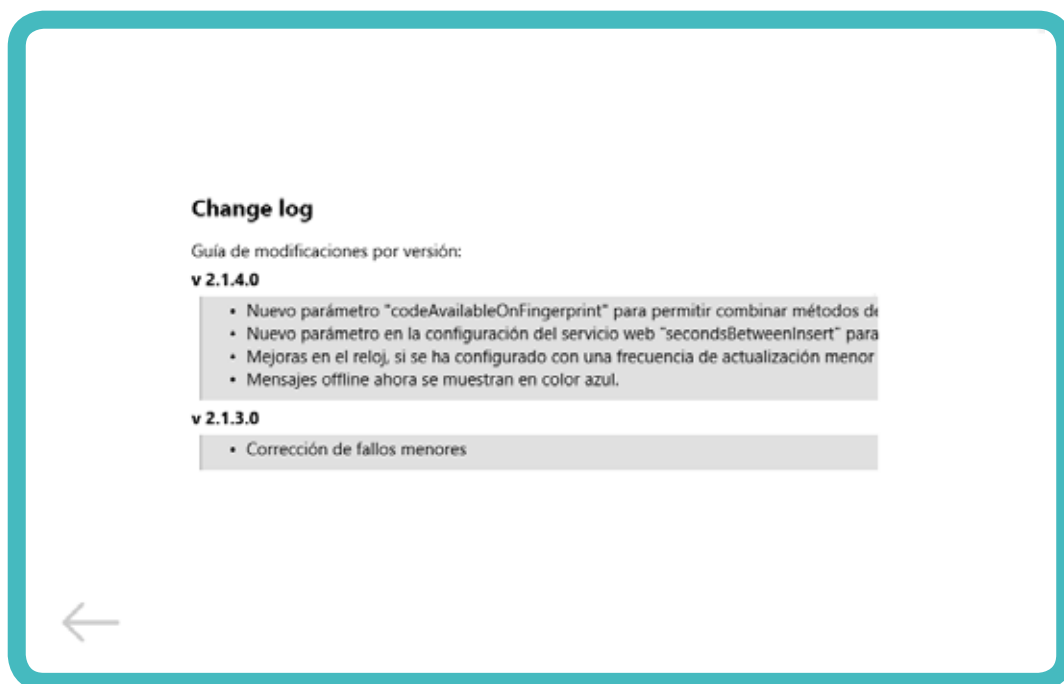 Change log
Guía de modificaciones por versión:
v 2.1.4.0
• Nuevo parámetro "codeAvailableOnFingerprint" para permitir combinar métodos de
• Nuevo parámetro en la configuración del servicio web "secondsBetweenInsert" para
• Mejoras en el reloj, si se ha configurado con una frecuencia de actualización menor
• Mensajes offline ahora se muestran en color azul.
v 2.1.3.0
• Corrección de fallos menores